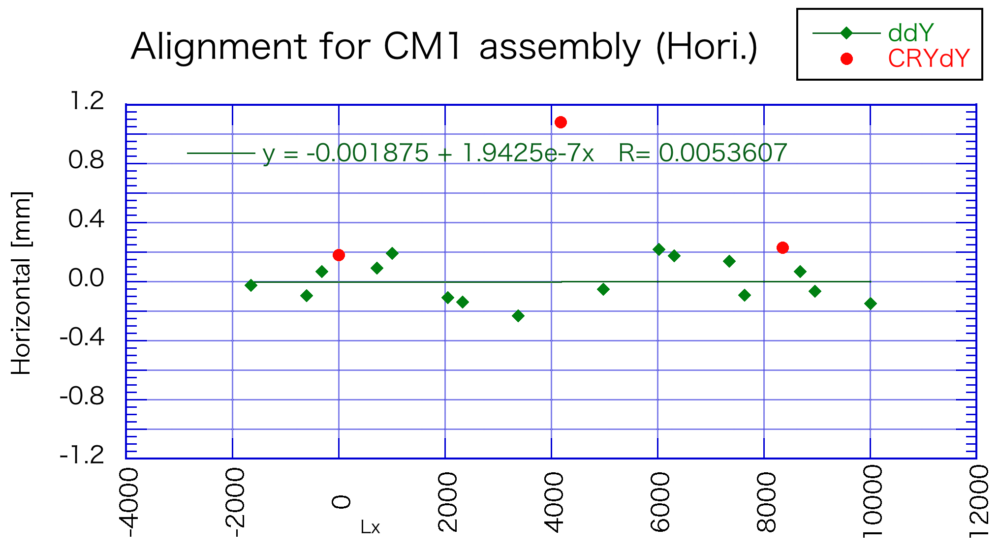 Alignment for CM1 assembly (Hori.)
ddY
CRYdY
1.2
0.8
0.4
0.0
-0.4
-0.8
-1.2
y = -0.001875 + 1.9425e-7x R= 0.0053607
Horizontal [mm]
-4000
-2000
0
2000
4000
6000
8000
10000
12000
Lx